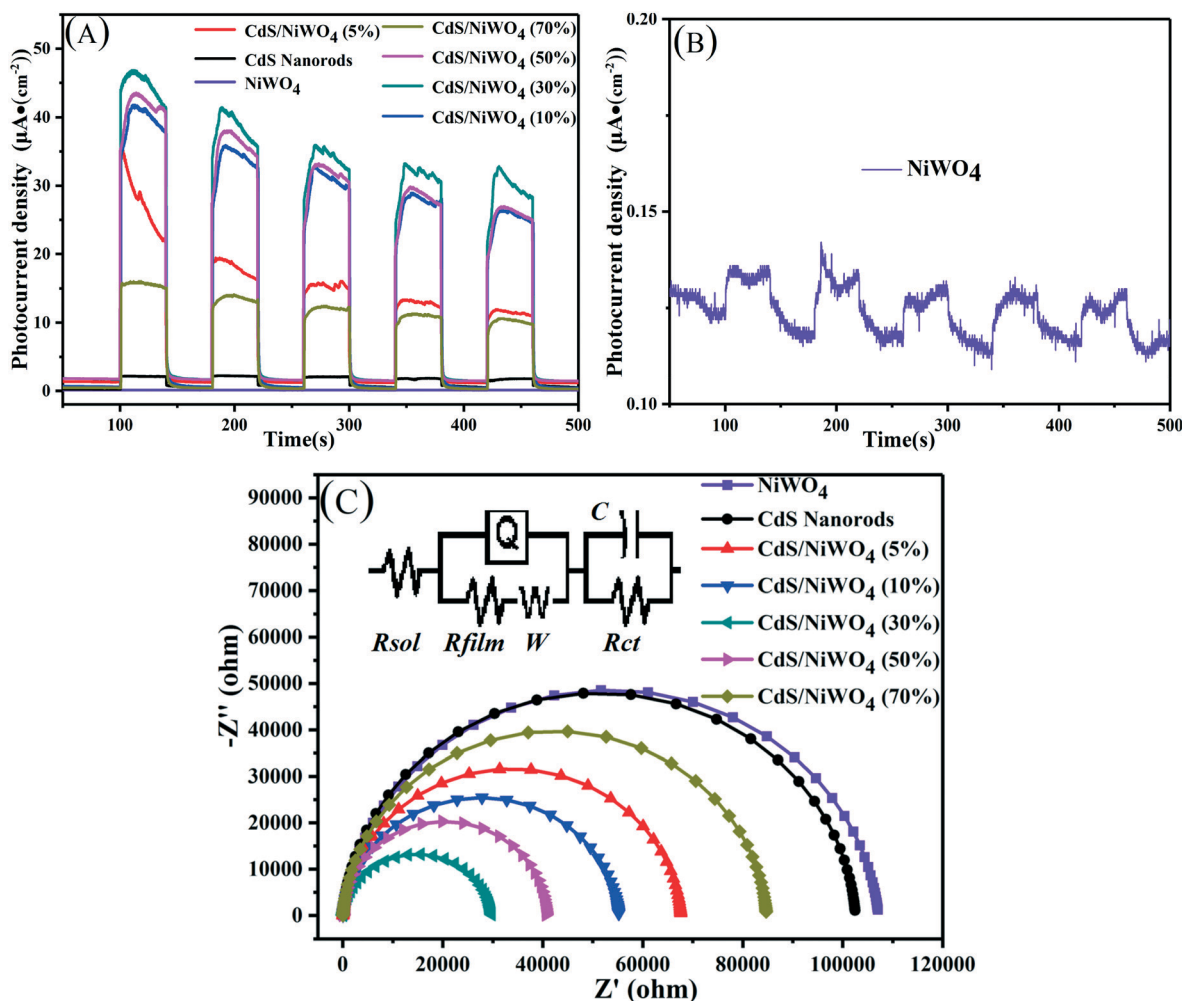 (A)
CdS/NiWO4 (5%)
CdS Nanorods
NiWO4
CdS/NiWO4 (70%)
CdS/NiWO4 (50%)
CdS/NiWO4 (30%)
CdS/NiWO4 (10%)
Photocurrent density (μA•(cm-2)
50
40
30
20
10
0
100 200 300 400 500
Time(s)
(B)
NiWO4
Photocurrent density (μA•(cm-2)
0.20
0.15
0.10
100 200 300 400 500
Time(s)
(C)
NiWO4
CdS Nanorods
CdS/NiWO4 (5%)
CdS/NiWO4 (10%)
CdS/NiWO4 (30%)
CdS/NiWO4 (50%)
CdS/NiWO4 (70%)
Q
C
Rsol Rfilm W Rct
-Z'' (ohm)
90000
80000
70000
60000
50000
40000
30000
20000
10000
0
0 20000 40000 60000 80000 100000 120000
Z' (ohm)